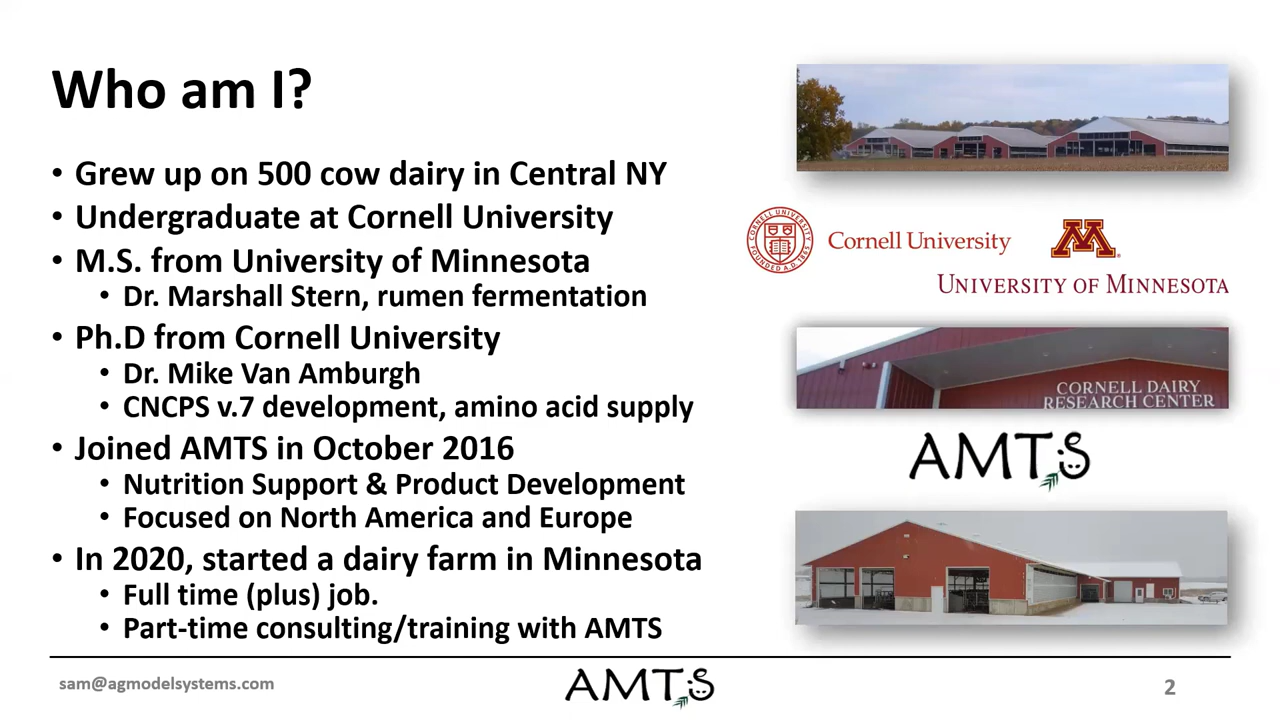 Who am I?
• Grew up on 500 cow dairy in Central NY
• Undergraduate at Cornell University
• M.S. from University of Minnesota
• Dr. Marshall Stern, rumen fermentation
• Ph.D from Cornell University
• Dr. Mike Van Amburgh
• CNCPS v.7 development, amino acid supply
• Joined AMTS in October 2016
• Nutrition Support & Product Development
• Focused on North America and Europe
• In 2020, started a dairy farm in Minnesota
• Full time (plus) job.
• Part-time consulting/training with AMTS
CORNELL UNIVERSITY
FOUNDED A.D. 1865
Cornell University
M
UNIVERSITY OF MINNESOTA
CORNELL DAIRY
RESEARCH CENTER
AMTS
sam@agmodelsystems.com
AMTS
2